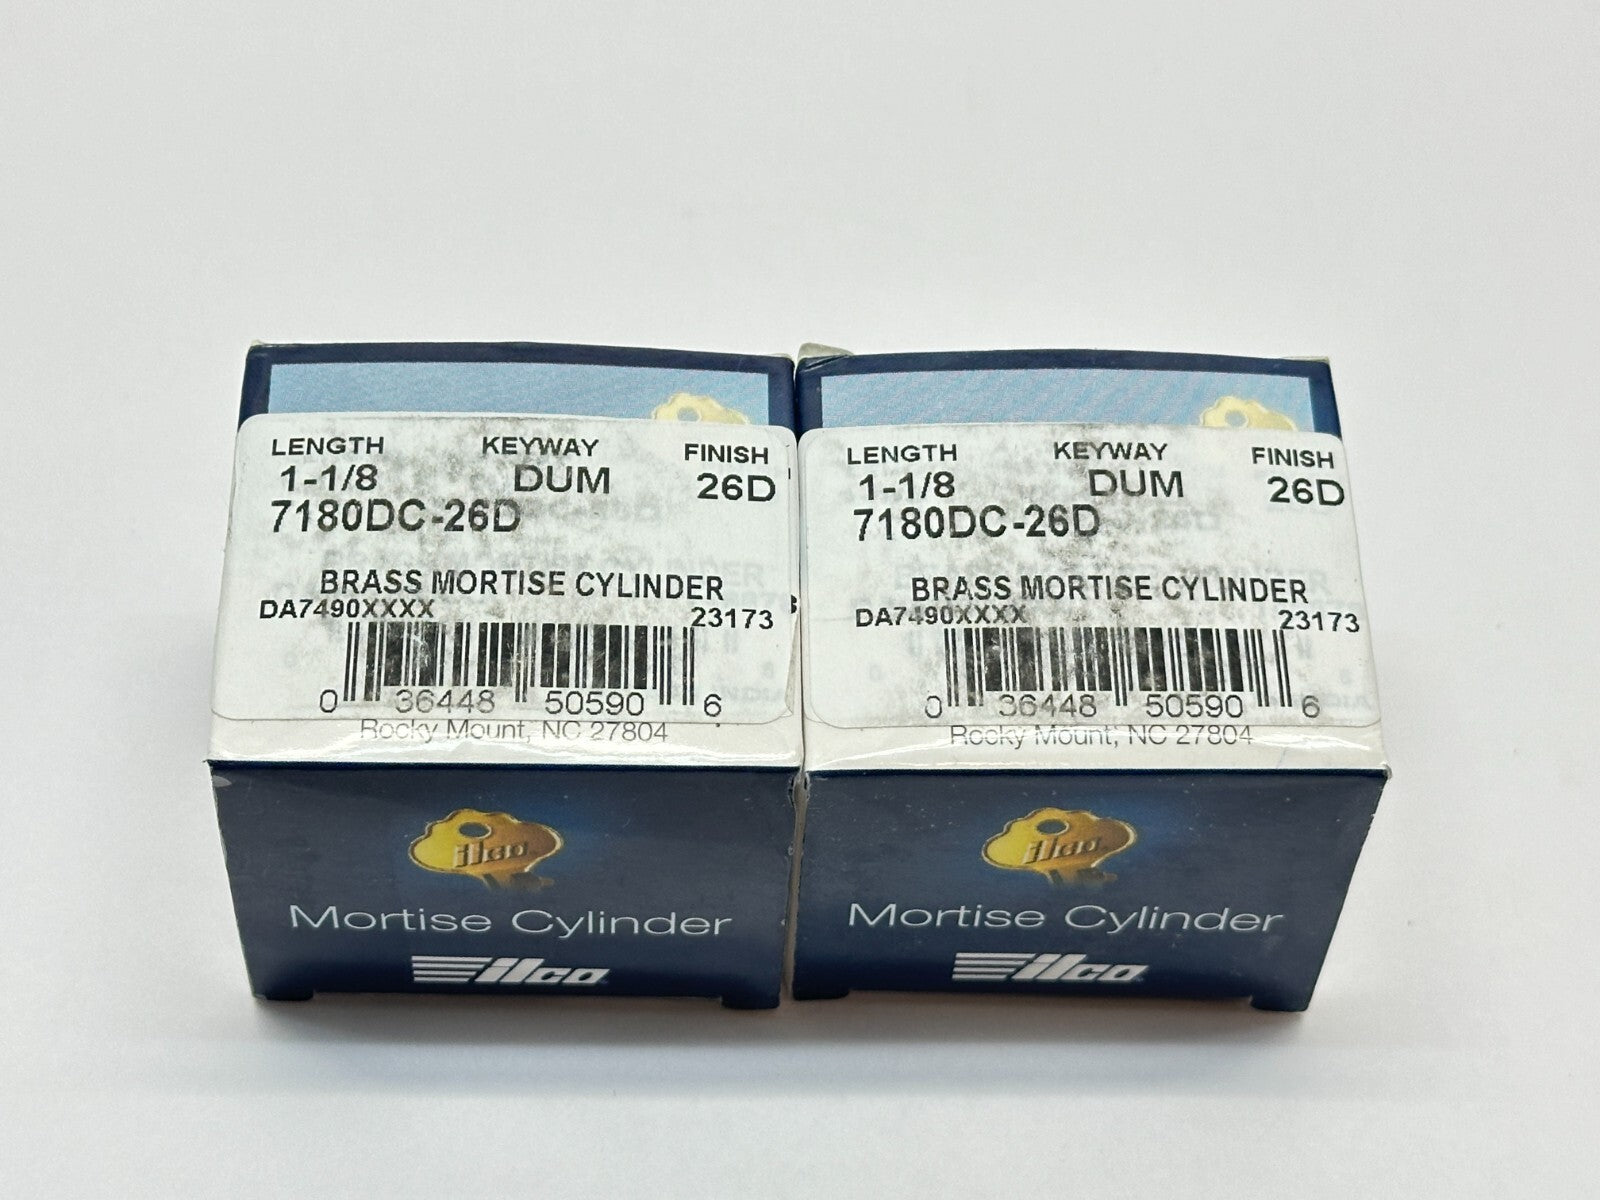 LENGTH KEYWAY FINISH
1-1/8 DUM 26D
7180DC-26D
BRASS MORTISE CYLINDER
DA7490XXXX 23173
0 36448 50590 6
Rocky Mount, NC 27804
ilco
Mortise Cylinder
ilco
LENGTH KEYWAY FINISH
1-1/8 DUM 26D
7180DC-26D
BRASS MORTISE CYLINDER
DA7490XXXX 23173
0 36448 50590 6
Rocky Mount, NC 27804
ilco
Mortise Cylinder
ilco